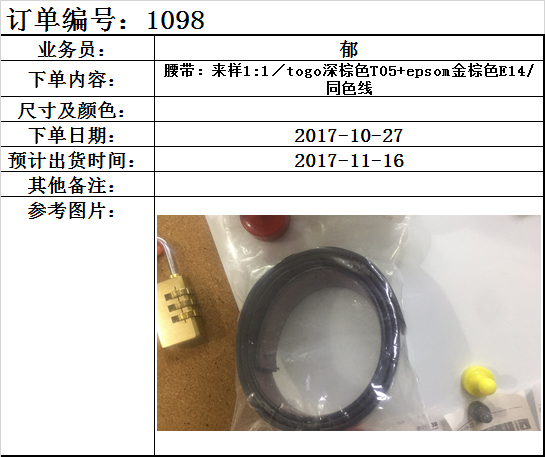 订单编号：1098
业务员：
郁
下单内容：
腰带：来样1:1／togo深棕色T05+epsom金棕色E14/
同色线
尺寸及颜色：
下单日期：
2017-10-27
预计出货时间：
2017-11-16
其他备注：
参考图片：